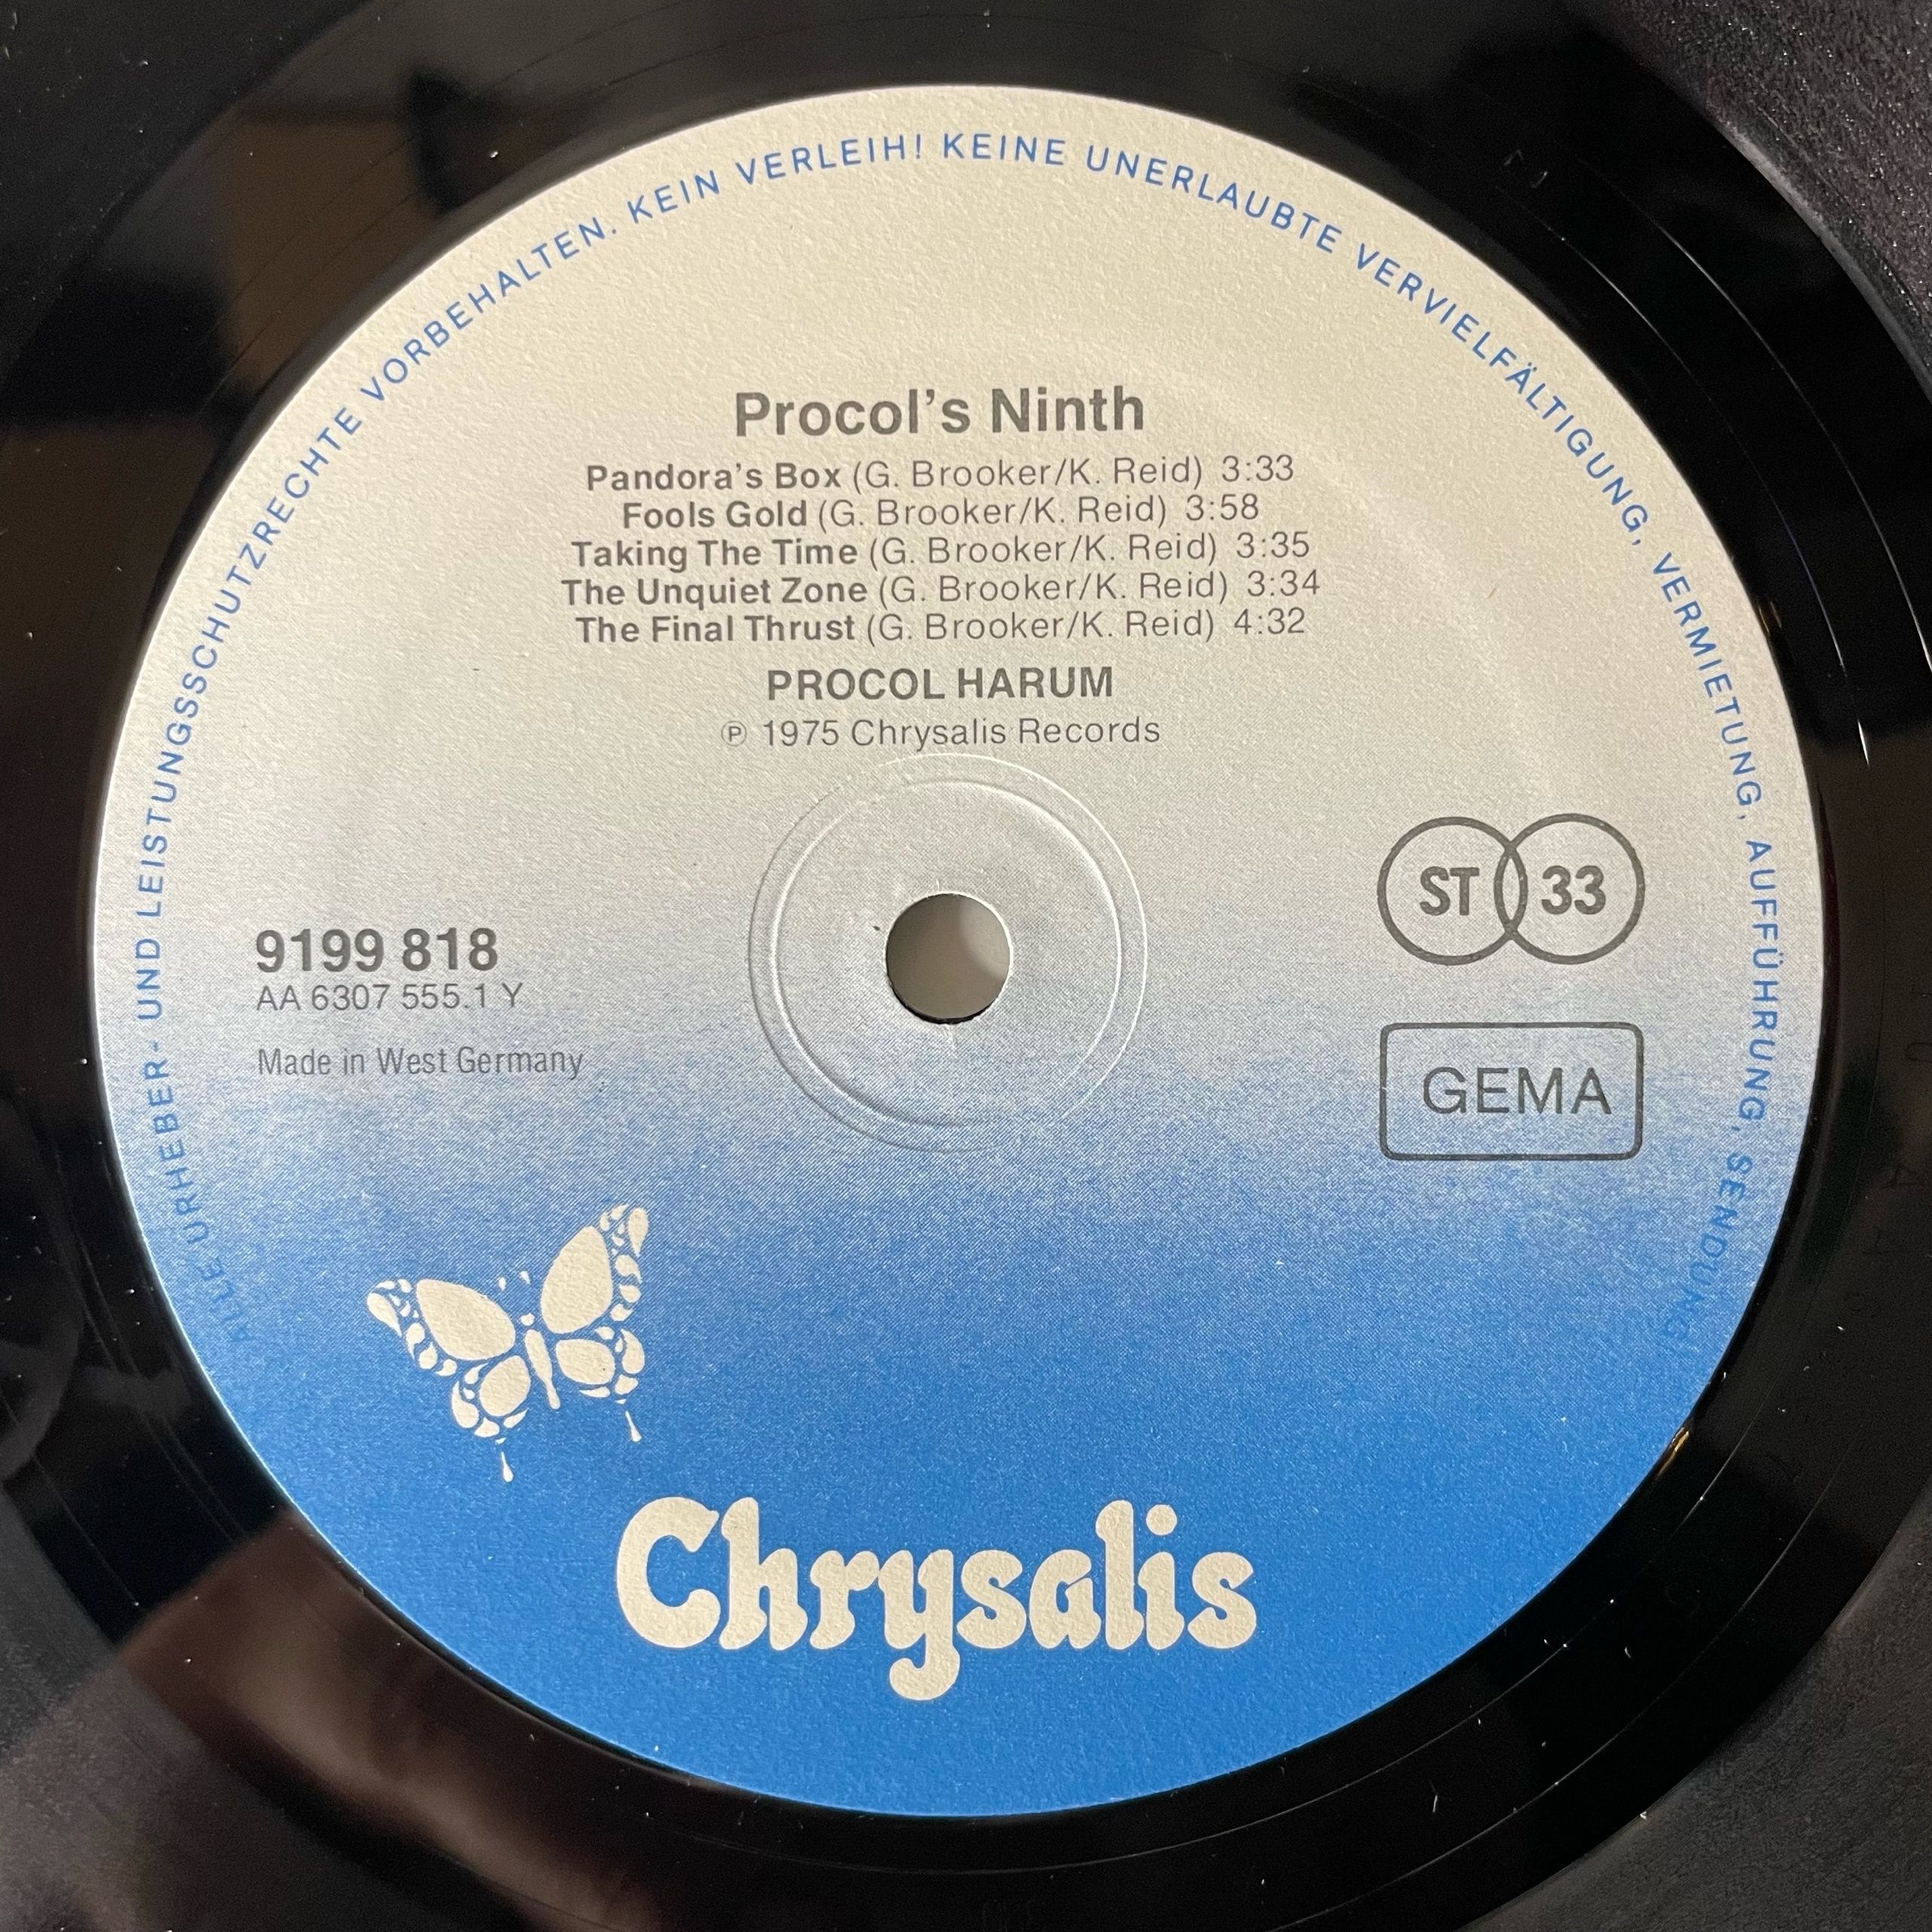 ALLE URHEBER- UND LEISTUNGSSCHUTZRECHTE VORBEHALTEN. KEIN VERLEIH! KEINE UNERLAUBTE VERVIELFÄLTIGUNG, VERMIETUNG, AUFFÜHRUNG, SENDUNG!
Procol's Ninth
Pandora's Box (G. Brooker/K. Reid) 3:33
Fools Gold (G. Brooker/K. Reid) 3:58
Taking The Time (G. Brooker/K. Reid) 3:35
The Unquiet Zone (G. Brooker/K. Reid) 3:34
The Final Thrust (G. Brooker/K. Reid) 4:32
PROCOL HARUM
℗ 1975 Chrysalis Records
ST 33
9199 818
AA 6307 555.1 Y
Made in West Germany
GEMA
Chrysalis